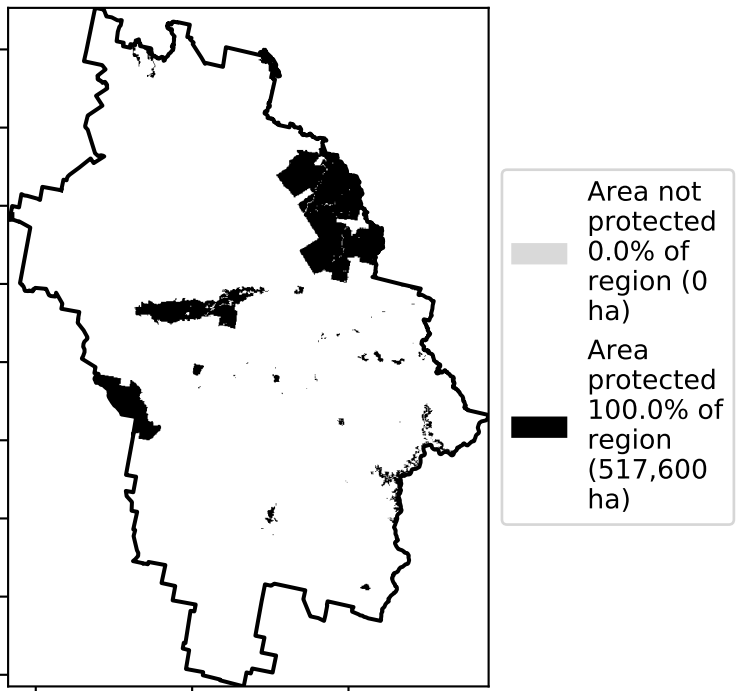 Area not
protected
0.0% of
region (0
ha)
Area
protected
100.0% of
region
(517,600
ha)